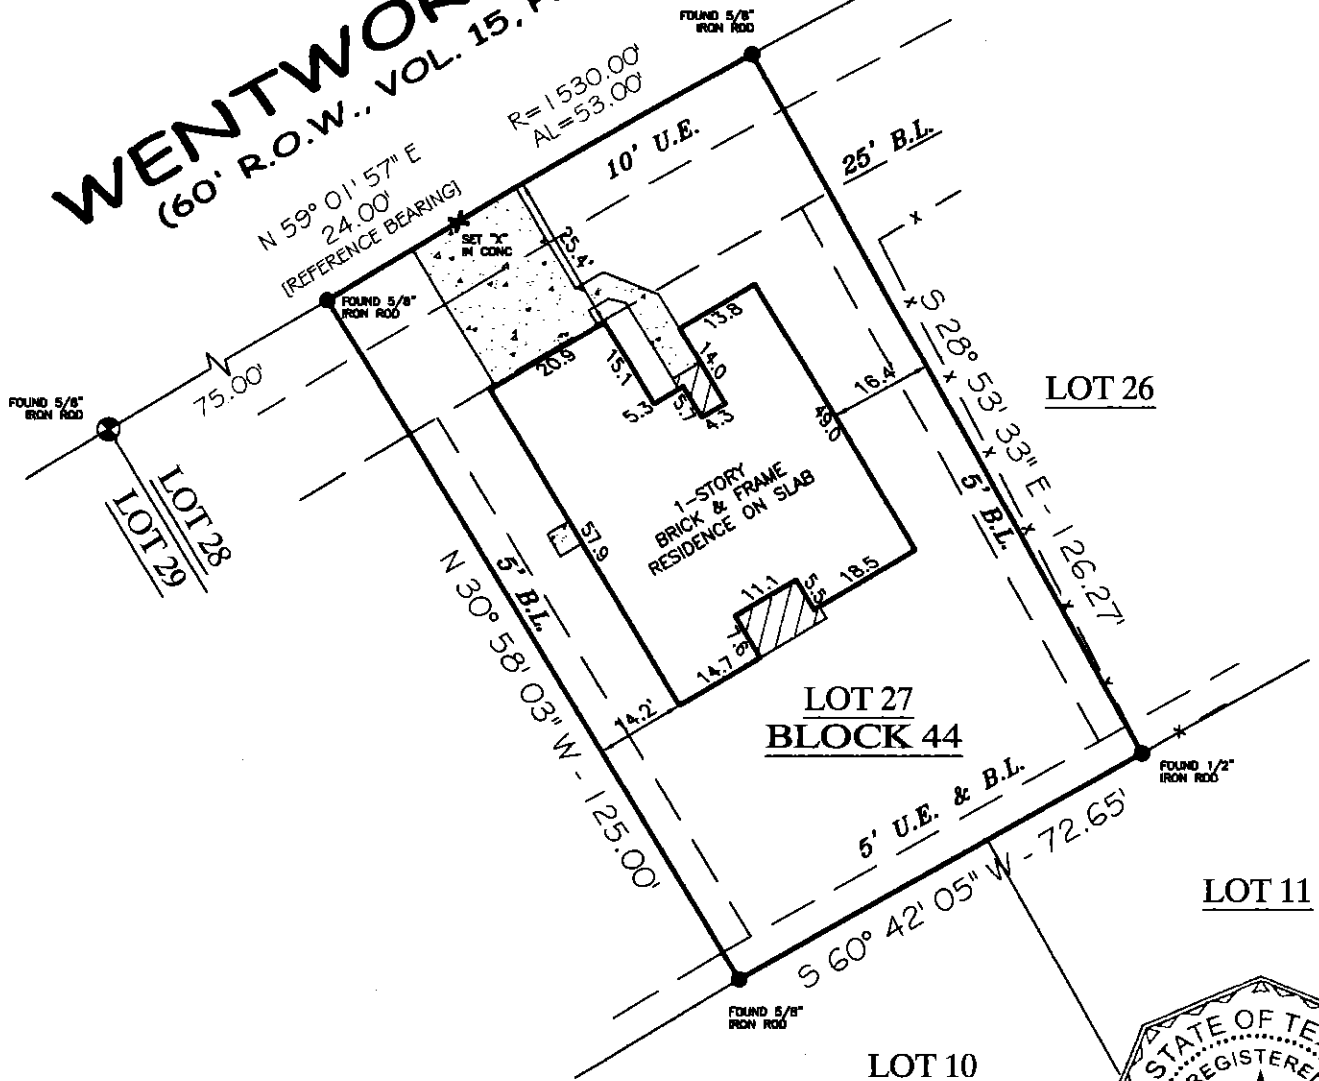 FOUND 5/8"
IRON ROD
WENTWOR
(60' R.O.W., VOL. 15,
R=1530.00'
AL=53.00'
N 59° 01' 57" E
24.00'
[REFERENCE BEARING]
10' U.E.
25' B.L.
SET "X"
IN CONC
25.4'
FOUND 5/8"
IRON ROD
75.00'
FOUND 5/8"
IRON ROD
LOT 28
LOT 29
20.9
15.1
5.3
5.7
4.3
14.0
13.8
16.4'
49.0
S 28° 53' 33" E - 126.27'
LOT 26
5' B.L.
1-STORY
BRICK & FRAME
RESIDENCE ON SLAB
57.9
5' B.L.
N 30° 58' 03" W - 125.00'
11.1
5.5
18.5
7.6
14.7
14.2'
LOT 27
BLOCK 44
5' U.E. & B.L.
FOUND 1/2"
IRON ROD
S 60° 42' 05" W - 72.65'
LOT 11
FOUND 5/8"
IRON ROD
LOT 10
STATE OF TE
REGISTERE